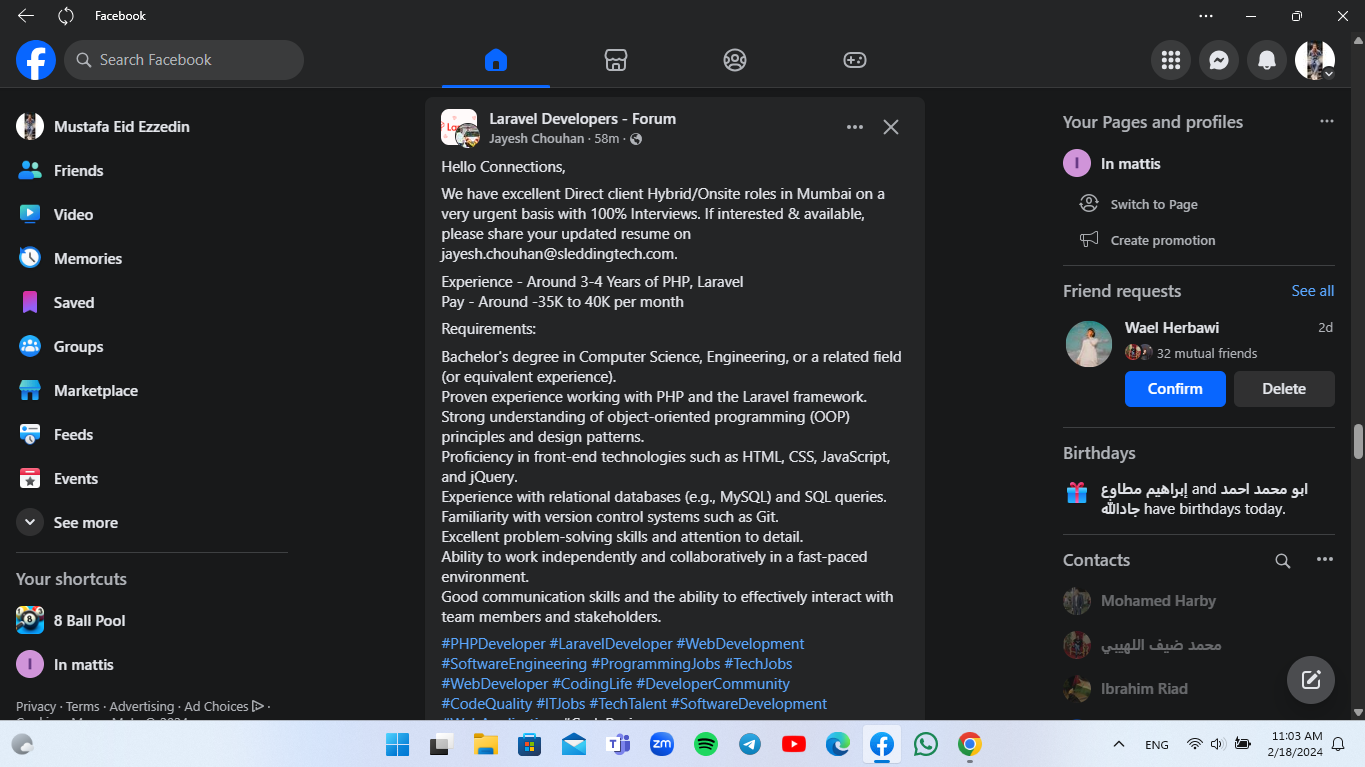 Facebook
Search Facebook
Mustafa Eid Ezzedin
Friends
Video
Memories
Saved
Groups
Marketplace
Feeds
Events
See more
Your shortcuts
8 Ball Pool
I In mattis
Privacy · Terms · Advertising · Ad Choices ·
Laravel Developers - Forum
Jayesh Chouhan · 58m ·
Hello Connections,
We have excellent Direct client Hybrid/Onsite roles in Mumbai on a
very urgent basis with 100% Interviews. If interested & available,
please share your updated resume on
jayesh.chouhan@sleddingtech.com.
Experience - Around 3-4 Years of PHP, Laravel
Pay - Around -35K to 40K per month
Requirements:
Bachelor's degree in Computer Science, Engineering, or a related field
(or equivalent experience).
Proven experience working with PHP and the Laravel framework.
Strong understanding of object-oriented programming (OOP)
principles and design patterns.
Proficiency in front-end technologies such as HTML, CSS, JavaScript,
and jQuery.
Experience with relational databases (e.g., MySQL) and SQL queries.
Familiarity with version control systems such as Git.
Excellent problem-solving skills and attention to detail.
Ability to work independently and collaboratively in a fast-paced
environment.
Good communication skills and the ability to effectively interact with
team members and stakeholders.
#PHPDeveloper #LaravelDeveloper #WebDevelopment
#SoftwareEngineering #ProgrammingJobs #TechJobs
#WebDeveloper #CodingLife #DeveloperCommunity
#CodeQuality #ITJobs #TechTalent #SoftwareDevelopment
Your Pages and profiles
I In mattis
Switch to Page
Create promotion
Friend requests See all
Wael Herbawi 2d
32 mutual friends
Confirm Delete
Birthdays
إبراهيم مطاوع and ابو محمد احمد
جادالله have birthdays today.
Contacts
Mohamed Harby
محمد ضيف اللهيبي
Ibrahim Riad
zm
ENG
11:03 AM
2/18/2024